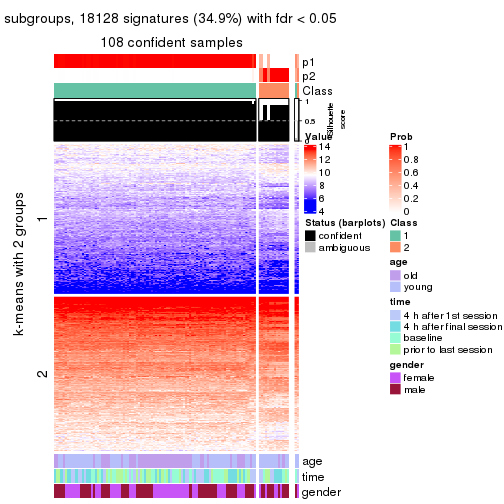 subgroups, 18128 signatures (34.9%) with fdr < 0.05
108 confident samples
p1
p2
Class
1
0.5
0
Silhouette
score
k-means with 2 groups
1
2
Value
14
12
10
8
6
4
Status (barplots)
confident
ambiguous
Prob
1
0.8
0.6
0.4
0.2
0
Class
1
2
age
old
young
time
4 h after 1st session
4 h after final session
baseline
prior to last session
gender
female
male
age
time
gender